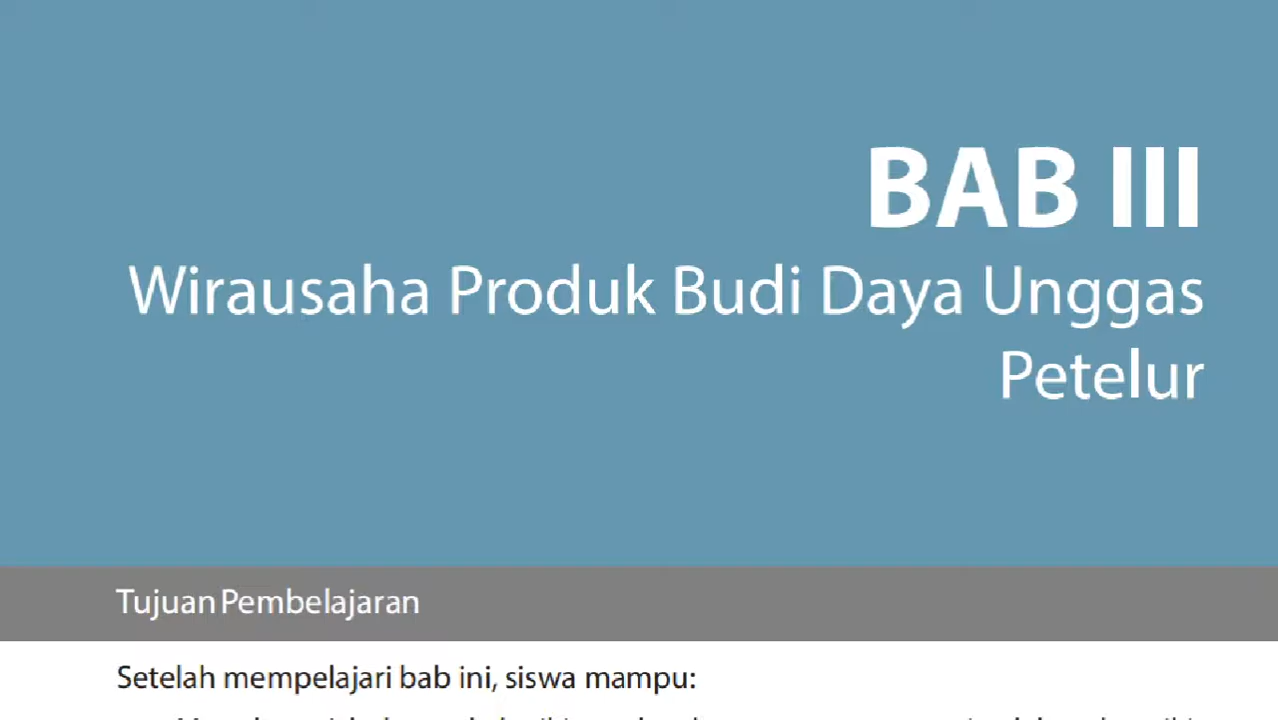 BAB III
Wirausaha Produk Budi Daya Unggas
Petelur
Tujuan Pembelajaran
Setelah mempelajari bab ini, siswa mampu: